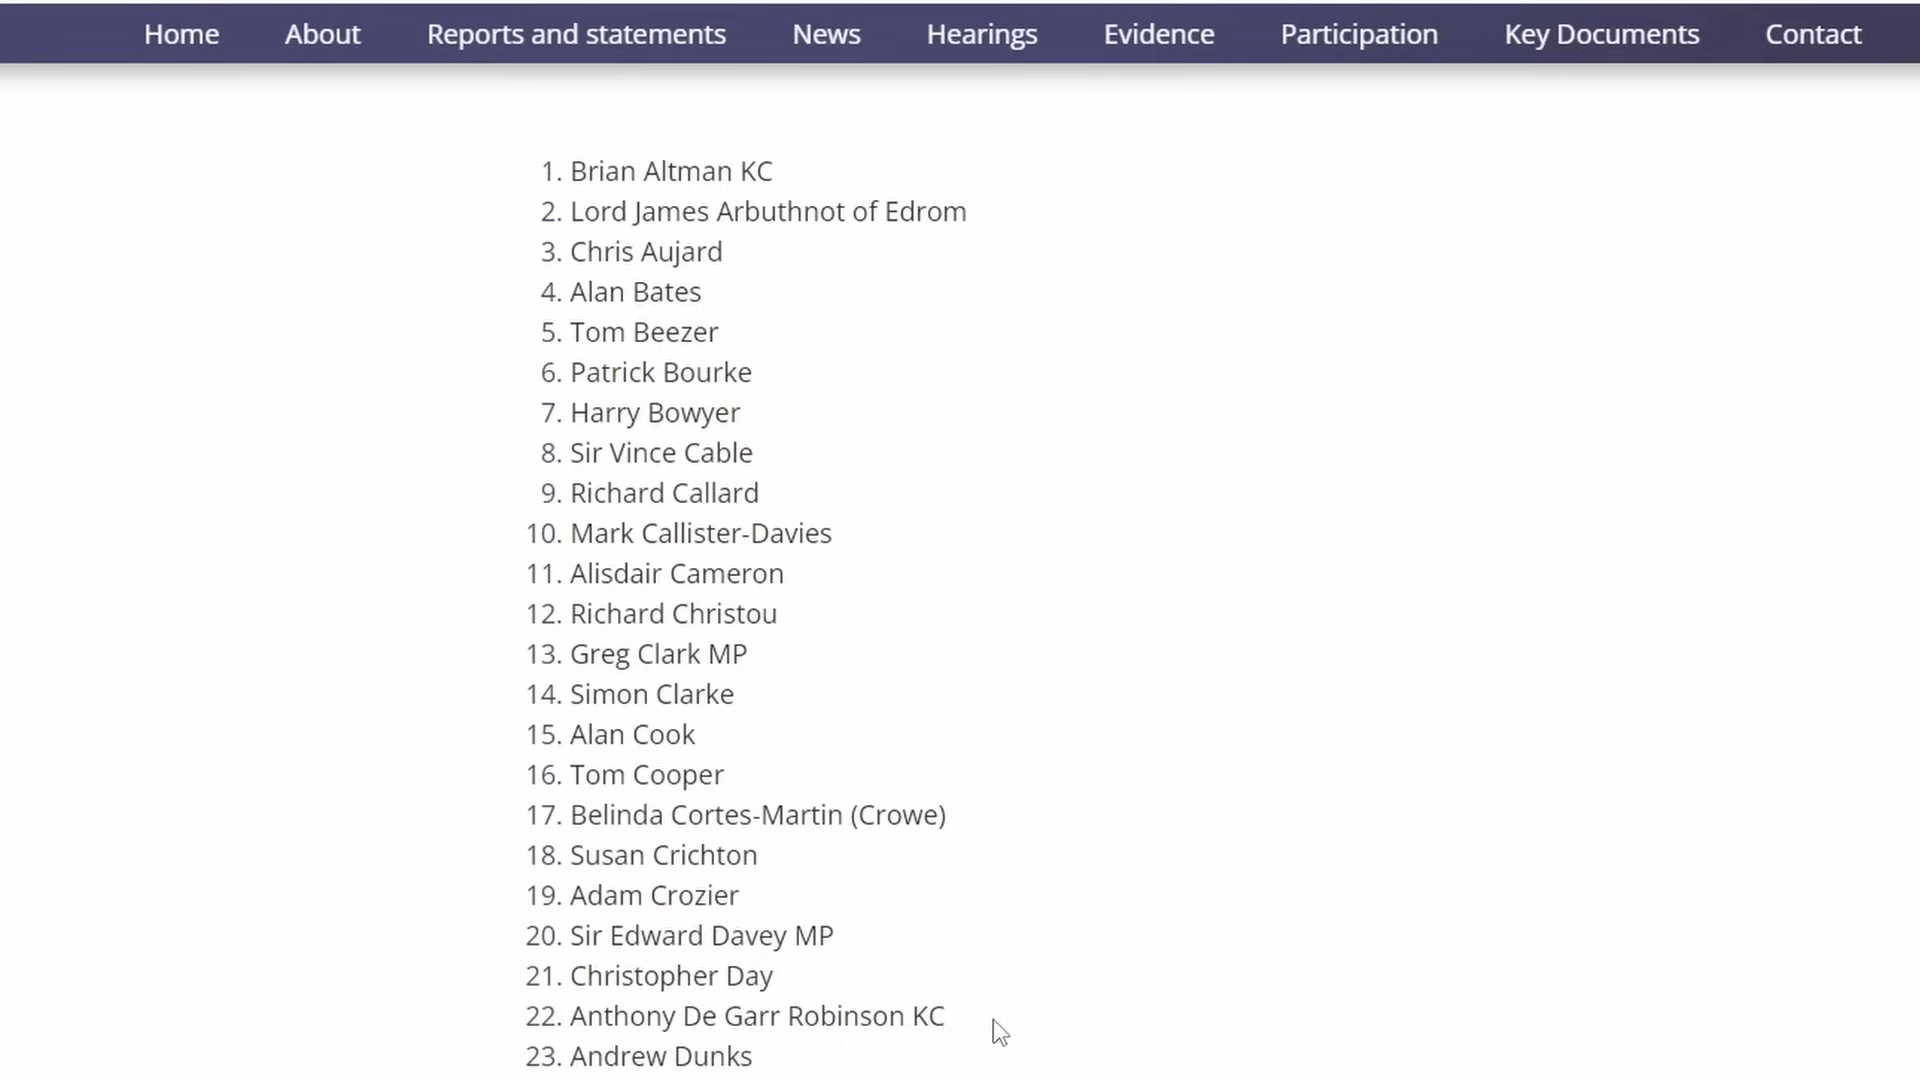 Home About Reports and statements News Hearings Evidence Participation Key Documents Contact
1. Brian Altman KC
2. Lord James Arbuthnot of Edrom
3. Chris Aujard
4. Alan Bates
5. Tom Beezer
6. Patrick Bourke
7. Harry Bowyer
8. Sir Vince Cable
9. Richard Callard
10. Mark Callister-Davies
11. Alisdair Cameron
12. Richard Christou
13. Greg Clark MP
14. Simon Clarke
15. Alan Cook
16. Tom Cooper
17. Belinda Cortes-Martin (Crowe)
18. Susan Crichton
19. Adam Crozier
20. Sir Edward Davey MP
21. Christopher Day
22. Anthony De Garr Robinson KC
23. Andrew Dunks